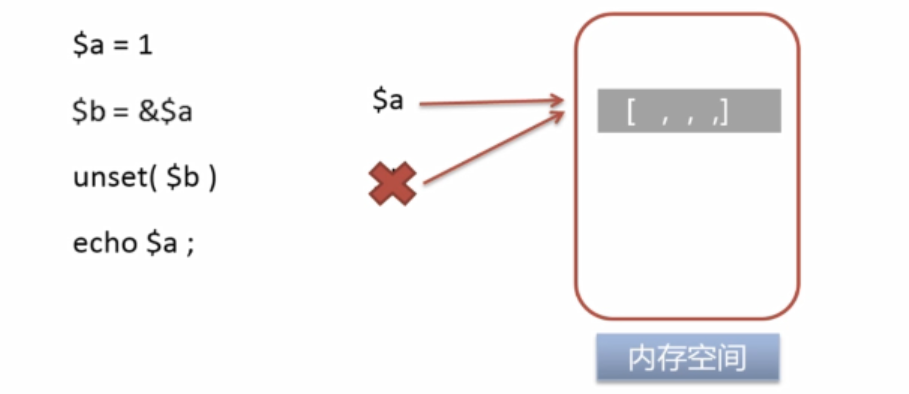 $a = 1
$b = &$a
unset( $b )
echo $a ;
$a
[ , , ,]
内存空间